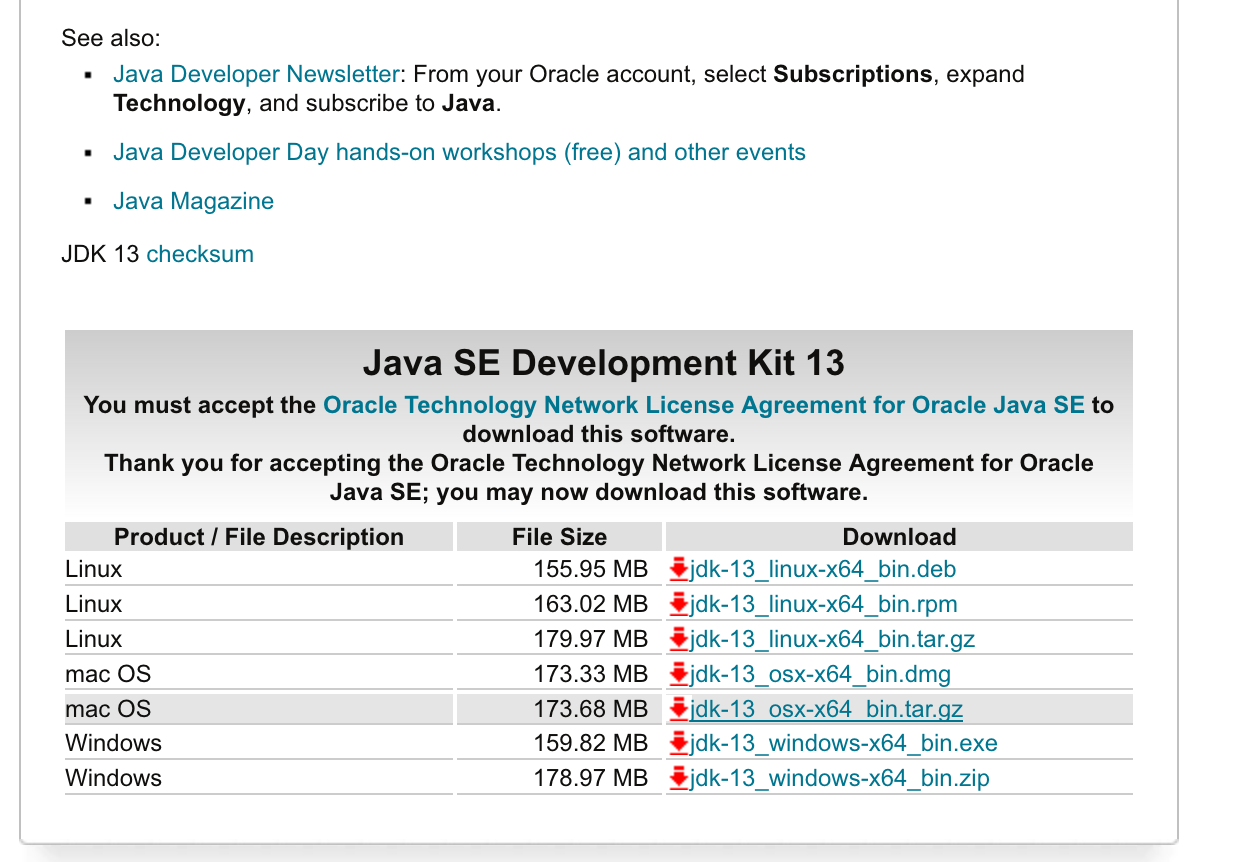 See also:
Java Developer Newsletter: From your Oracle account, select Subscriptions, expand
Technology, and subscribe to Java.
Java Developer Day hands-on workshops (free) and other events
Java Magazine
JDK 13 checksum
Java SE Development Kit 13
You must accept the Oracle Technology Network License Agreement for Oracle Java SE to
download this software.
Thank you for accepting the Oracle Technology Network License Agreement for Oracle
Java SE; you may now download this software.
Product / File Description File Size Download
Linux 155.95 MB jdk-13_linux-x64_bin.deb
Linux 163.02 MB jdk-13_linux-x64_bin.rpm
Linux 179.97 MB jdk-13_linux-x64_bin.tar.gz
mac OS 173.33 MB jdk-13_osx-x64_bin.dmg
mac OS 173.68 MB jdk-13_osx-x64_bin.tar.gz
Windows 159.82 MB jdk-13_windows-x64_bin.exe
Windows 178.97 MB jdk-13_windows-x64_bin.zip